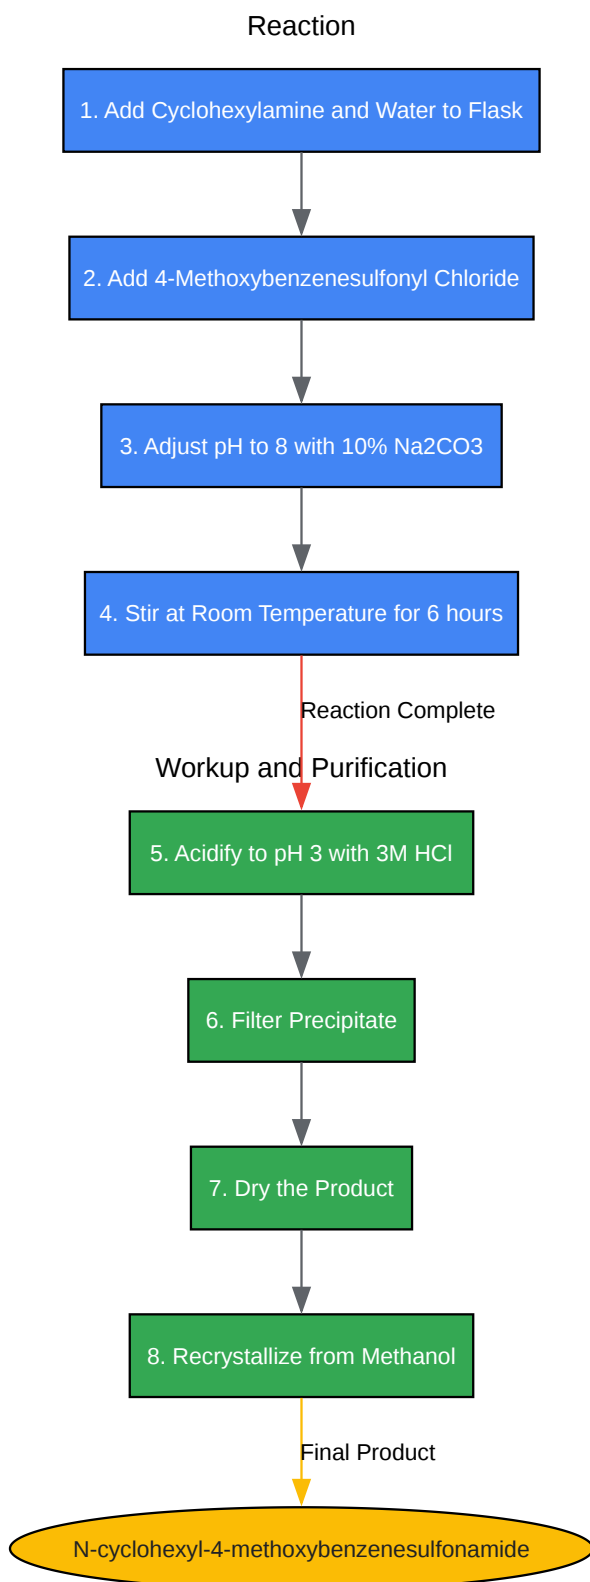 Reaction
1. Add Cyclohexylamine and Water to Flask
2. Add 4-Methoxybenzenesulfonyl Chloride
3. Adjust pH to 8 with 10% Na2CO3
4. Stir at Room Temperature for 6 hours
Reaction Complete
Workup and Purification
5. Acidify to pH 3 with 3M HCl
6. Filter Precipitate
7. Dry the Product
8. Recrystallize from Methanol
Final Product
N-cyclohexyl-4-methoxybenzenesulfonamide